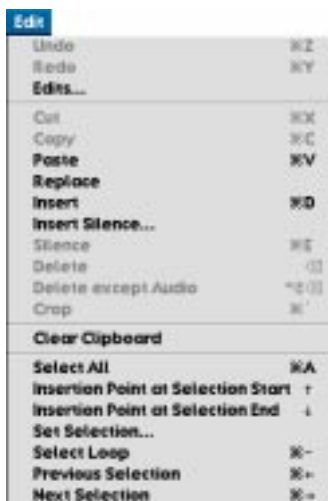 Edit
Undo ⌘Z
Redo ⌘Y
Edits...
Cut ⌘X
Copy ⌘C
Paste ⌘V
Replace
Insert ⌘D
Insert Silence...
Silence ⌘E
Delete ⌫
Delete except Audio ⌥⌫
Crop ⌘`
Clear Clipboard
Select All ⌘A
Insertion Point at Selection Start ↑
Insertion Point at Selection End ↓
Set Selection...
Select Loop ⌘-
Previous Selection ⌘←
Next Selection ⌘→